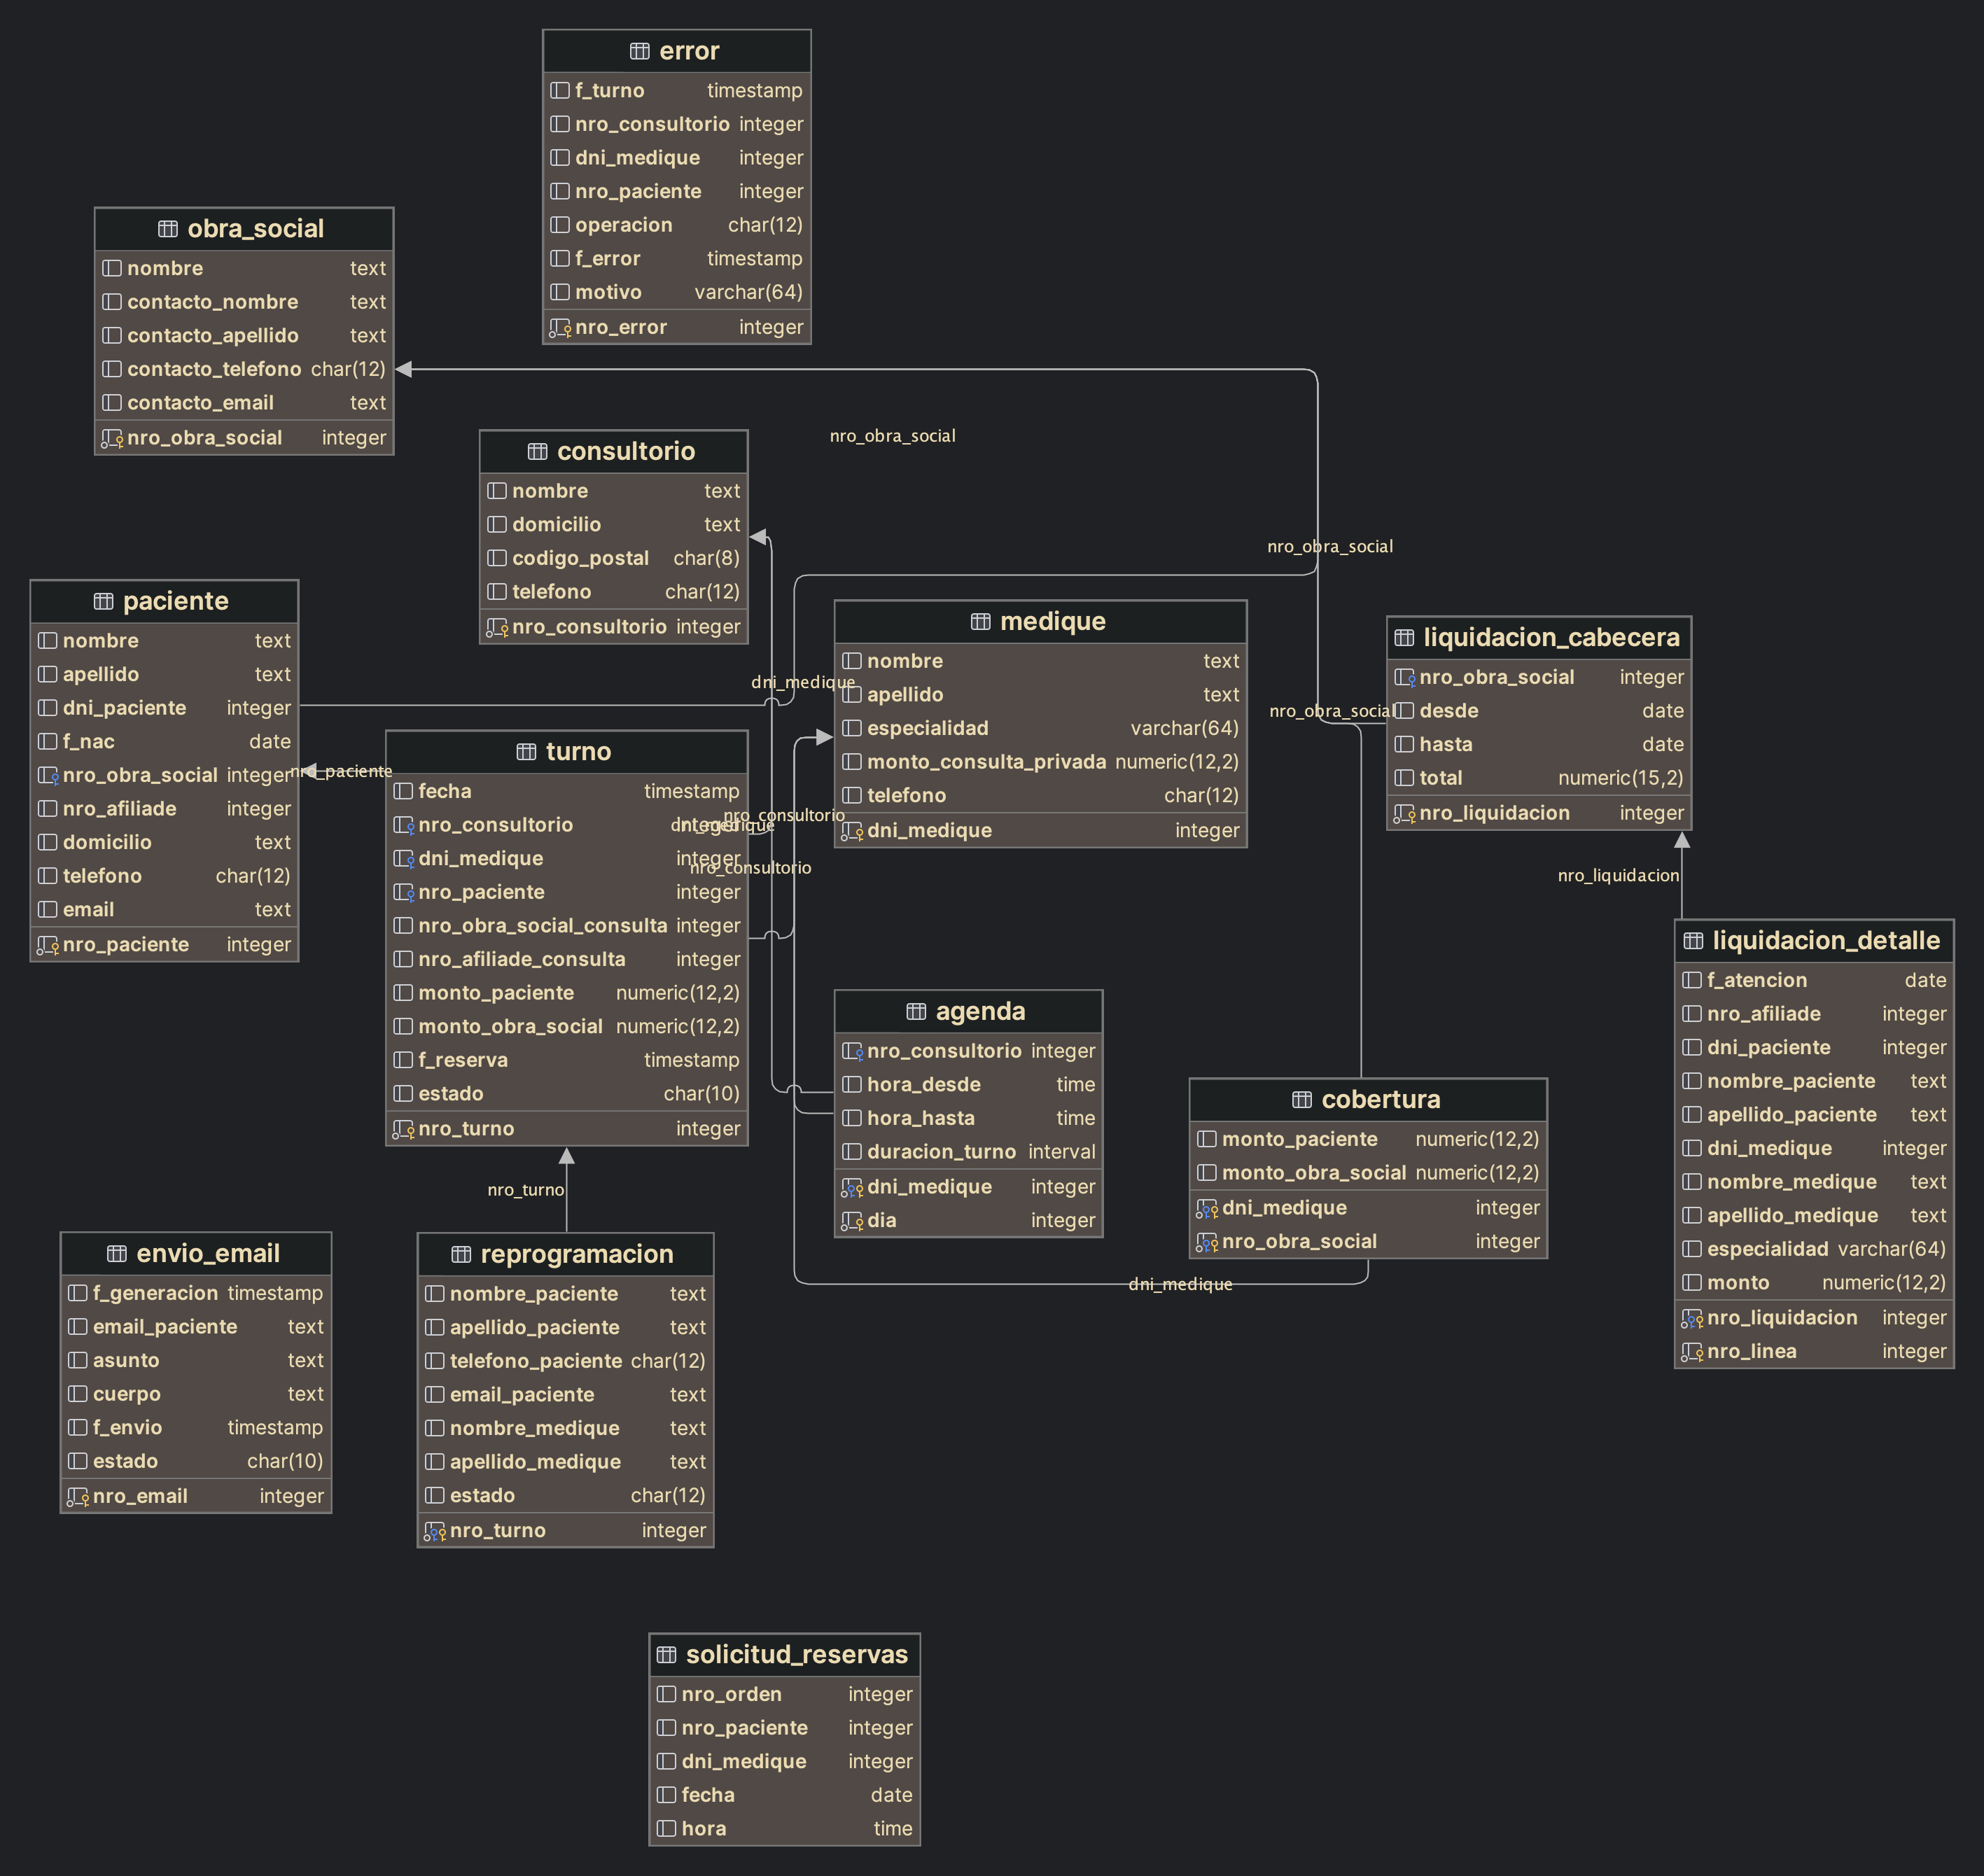 error
f_turno timestamp
nro_consultorio integer
dni_medique integer
nro_paciente integer
operacion char(12)
f_error timestamp
motivo varchar(64)
nro_error integer
obra_social
nombre text
contacto_nombre text
contacto_apellido text
contacto_telefono char(12)
contacto_email text
nro_obra_social integer
nro_obra_social
consultorio
nombre text
domicilio text
codigo_postal char(8)
telefono char(12)
nro_consultorio integer
nro_obra_social
paciente
nombre text
apellido text
dni_paciente integer
f_nac date
nro_obra_social integer
nro_afiliade integer
domicilio text
telefono char(12)
email text
nro_paciente integer
nro_paciente
dni_medique
medique
nombre text
apellido text
especialidad varchar(64)
monto_consulta_privada numeric(12,2)
telefono char(12)
dni_medique integer
nro_obra_social
liquidacion_cabecera
nro_obra_social integer
desde date
hasta date
total numeric(15,2)
nro_liquidacion integer
turno
fecha timestamp
nro_consultorio integer
dni_medique integer
nro_paciente integer
nro_obra_social_consulta integer
nro_afiliade_consulta integer
monto_paciente numeric(12,2)
monto_obra_social numeric(12,2)
f_reserva timestamp
estado char(10)
nro_turno integer
nro_consultorio
dni_medique
nro_consultorio
nro_liquidacion
liquidacion_detalle
f_atencion date
nro_afiliade integer
dni_paciente integer
nombre_paciente text
apellido_paciente text
dni_medique integer
nombre_medique text
apellido_medique text
especialidad varchar(64)
monto numeric(12,2)
nro_liquidacion integer
nro_linea integer
agenda
nro_consultorio integer
hora_desde time
hora_hasta time
duracion_turno interval
dni_medique integer
dia integer
cobertura
monto_paciente numeric(12,2)
monto_obra_social numeric(12,2)
dni_medique integer
nro_obra_social integer
dni_medique
nro_turno
envio_email
f_generacion timestamp
email_paciente text
asunto text
cuerpo text
f_envio timestamp
estado char(10)
nro_email integer
reprogramacion
nombre_paciente text
apellido_paciente text
telefono_paciente char(12)
email_paciente text
nombre_medique text
apellido_medique text
estado char(12)
nro_turno integer
solicitud_reservas
nro_orden integer
nro_paciente integer
dni_medique integer
fecha date
hora time